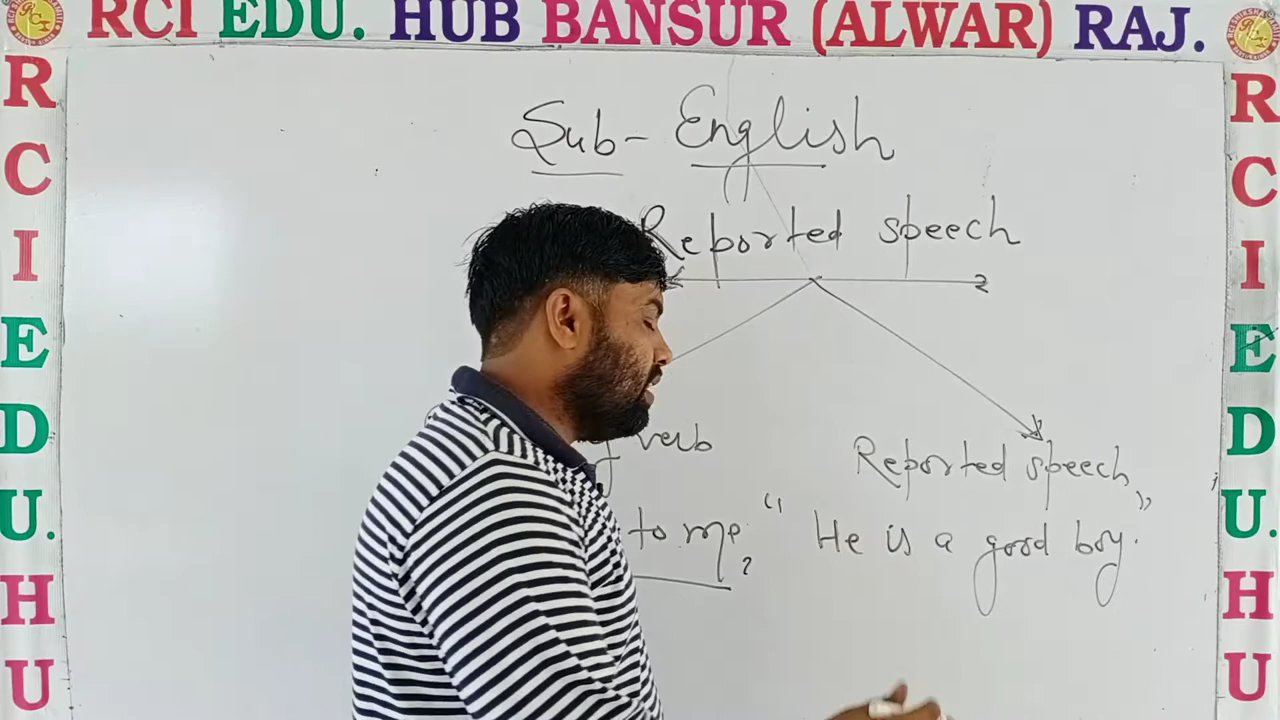 RCI EDU. HUB BANSUR (ALWAR) RAJ.
R
C
I
E
D
U.
H
U
Sub- English
Reported speech
verb
Reported speech
to me, " He is a good boy."
R
C
I
E
D
U.
H
U